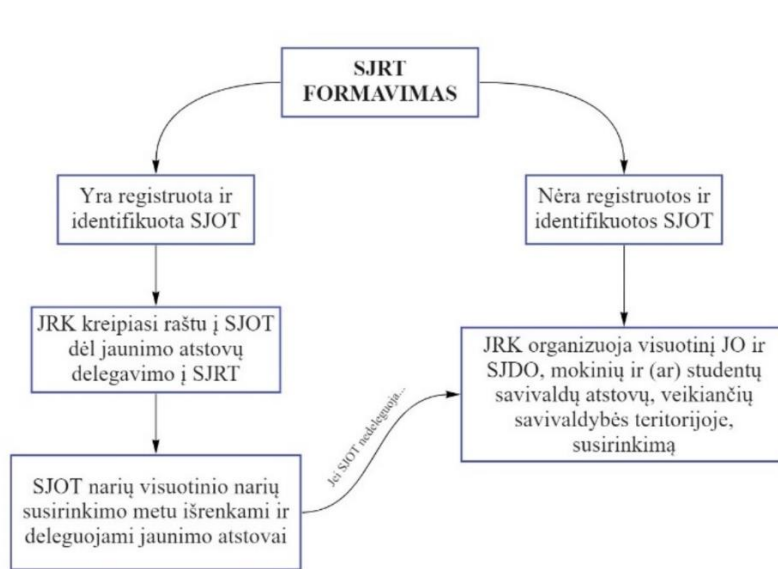 SJRT
FORMAVIMAS
Yra registruota ir
identifikuota SJOT
Nėra registruotos ir
identifikuotos SJOT
JRK kreipiasi raštu į SJOT
dėl jaunimo atstovų
delegavimo į SJRT
JRK organizuoja visuotinį JO ir
SJDO, mokinių ir (ar) studentų
savivaldų atstovų, veikiančių
savivaldybės teritorijoje,
susirinkimą
Jei SJOT nedeleguoja...
SJOT narių visuotinio narių
susirinkimo metu išrenkami ir
deleguojami jaunimo atstovai